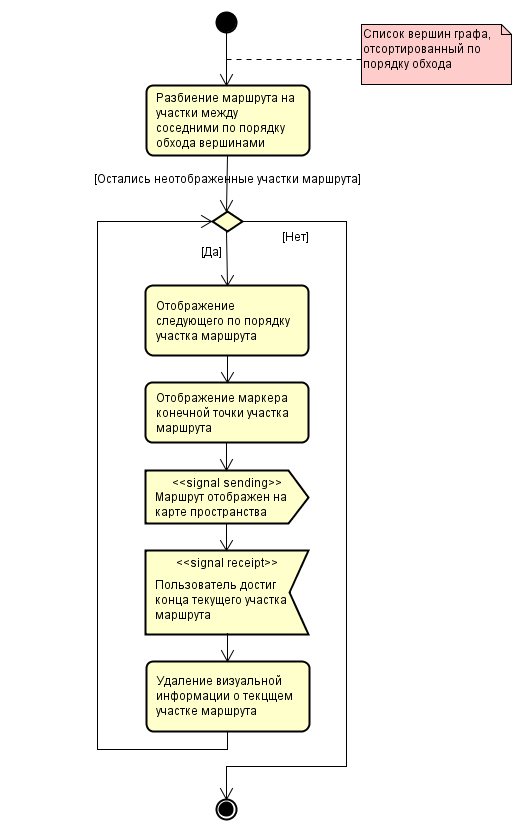 Список вершин графа,
отсортированный по
порядку обхода
Разбиение маршрута на
участки между
соседними по порядку
обхода вершинами
[Остались неотображенные участки маршрута]
[Нет]
[Да]
Отображение
следующего по порядку
участка маршрута
Отображение маркера
конечной точки участка
маршрута
<<signal sending>>
Маршрут отображен на
карте пространства
<<signal receipt>>
Пользователь достиг
конца текущего участка
маршрута
Удаление визуальной
информации о текцщем
участке маршрута